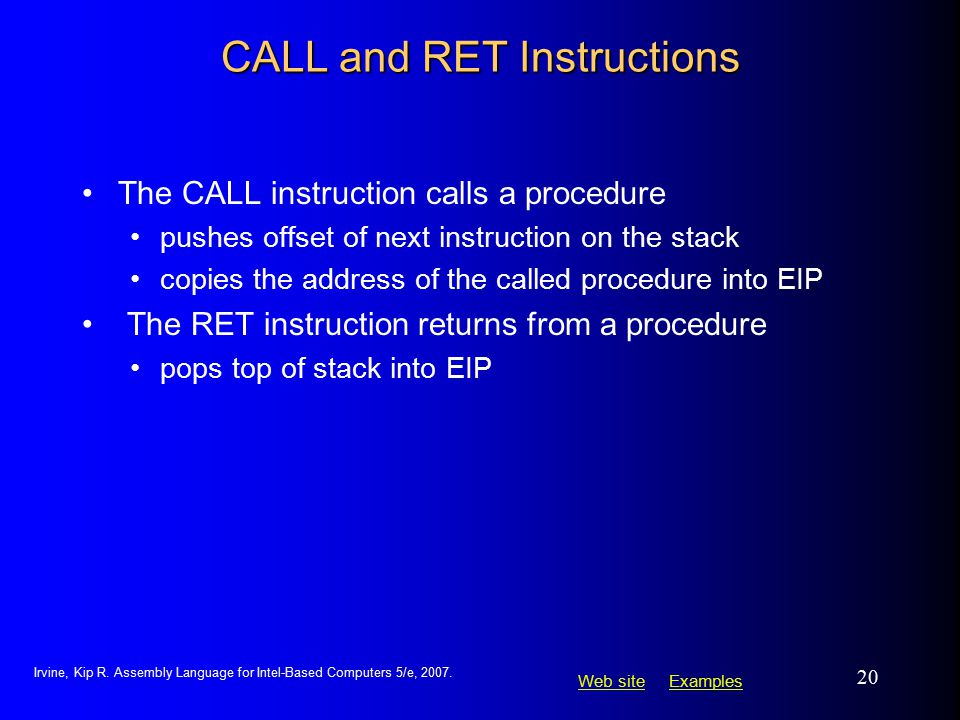 CALL and RET Instructions
• The CALL instruction calls a procedure
• pushes offset of next instruction on the stack
• copies the address of the called procedure into EIP
• The RET instruction returns from a procedure
• pops top of stack into EIP
Irvine, Kip R. Assembly Language for Intel-Based Computers 5/e, 2007.
Web site Examples
20